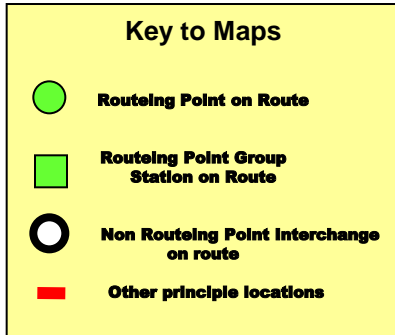 Key to Maps
Routeing Point on Route
Routeing Point Group
Station on Route
Non Routeing Point Interchange
on route
Other principle locations